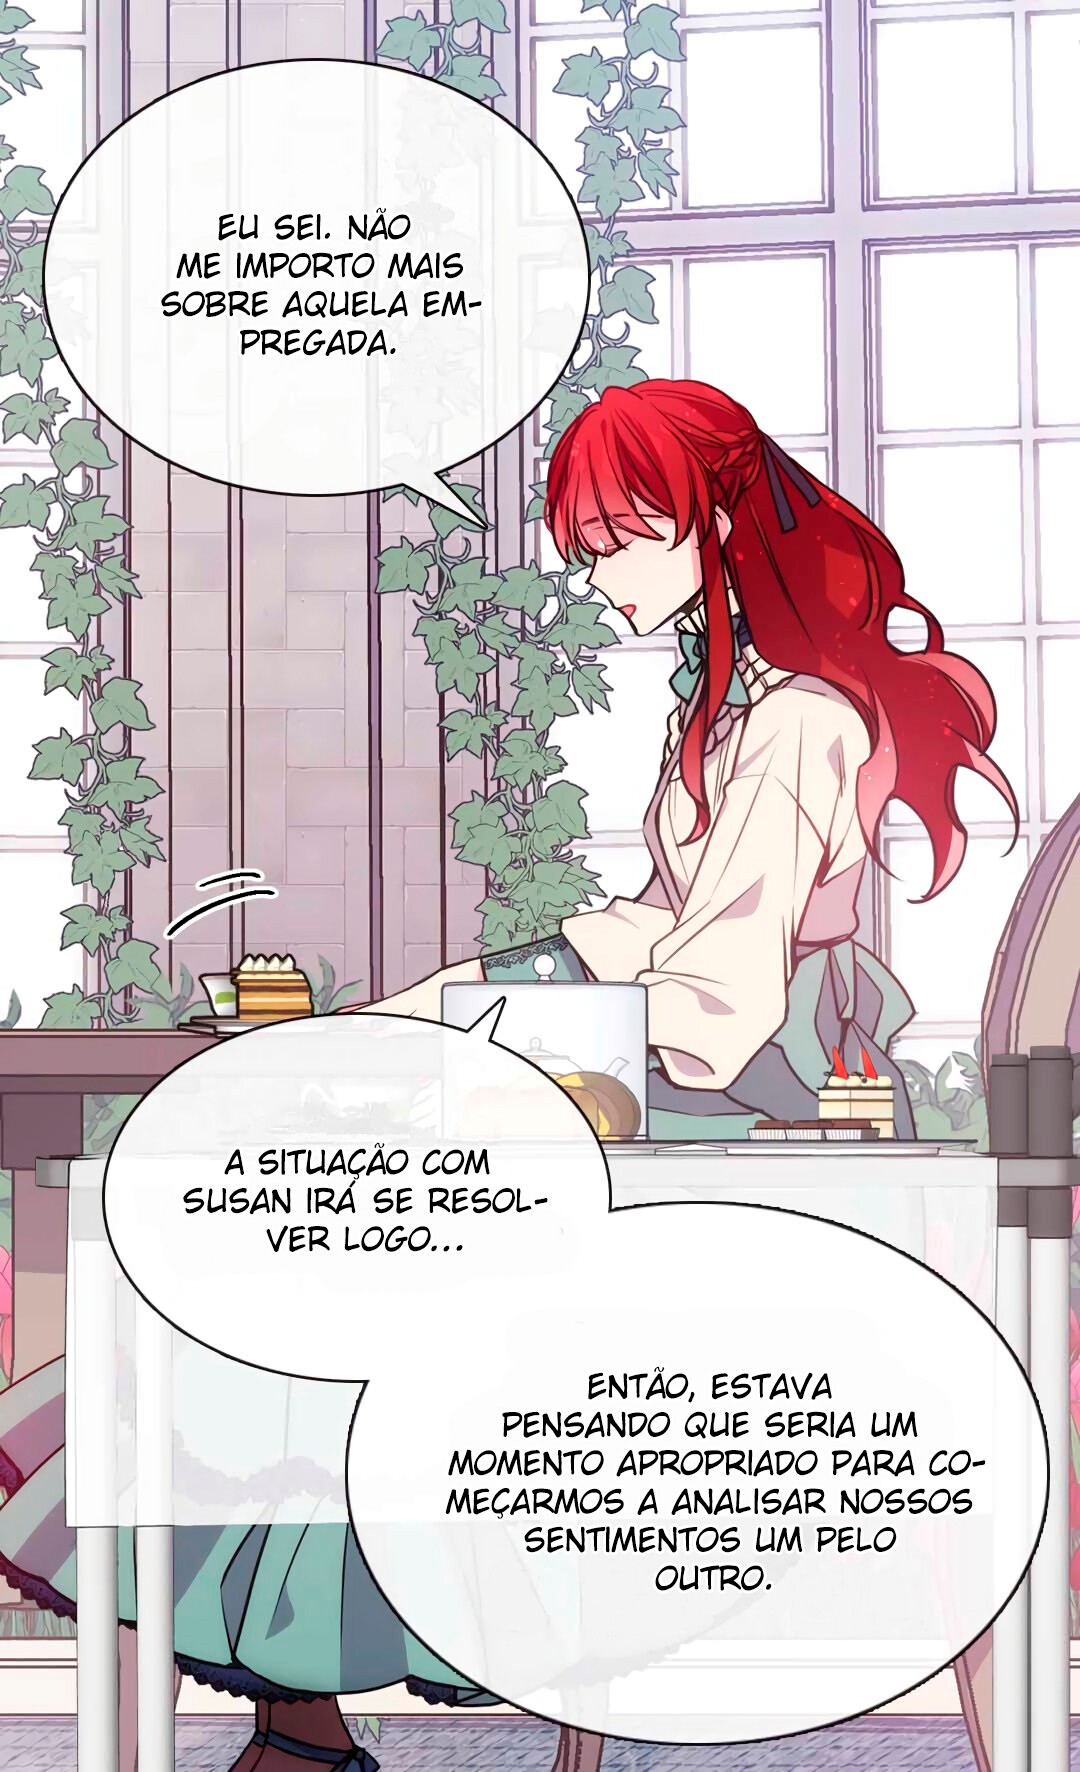 EU SEI. NÃO
ME IMPORTO MAIS
SOBRE AQUELA EM-
PREGADA.
A SITUAÇÃO COM
SUSAN IRÁ SE RESOL-
VER LOGO...
ENTÃO, ESTAVA
PENSANDO QUE SERIA UM
MOMENTO APROPRIADO PARA CO-
MEÇARMOS A ANALISAR NOSSOS
SENTIMENTOS UM PELO
OUTRO.